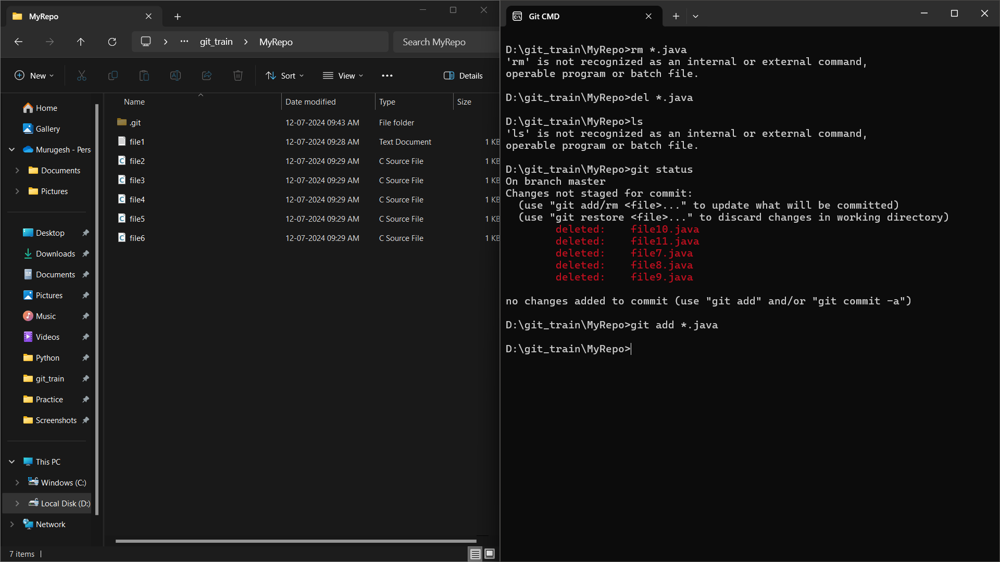 MyRepo
git_train
MyRepo
Search MyRepo
New
Sort
View
Details
Home
Gallery
Murugesh - Pers
Documents
Pictures
Desktop
Downloads
Documents
Pictures
Music
Videos
Python
git_train
Practice
Screenshots
This PC
Windows (C:)
Local Disk (D:)
Network
Name Date modified Type Size
.git 12-07-2024 09:43 AM File folder
file1 12-07-2024 09:28 AM Text Document 1 KB
file2 12-07-2024 09:29 AM C Source File 1 KB
file3 12-07-2024 09:29 AM C Source File 1 KB
file4 12-07-2024 09:29 AM C Source File 1 KB
file5 12-07-2024 09:29 AM C Source File 1 KB
file6 12-07-2024 09:29 AM C Source File 1 KB
7 items
Git CMD
D:\git_train\MyRepo>rm *.java
'rm' is not recognized as an internal or external command,
operable program or batch file.
D:\git_train\MyRepo>del *.java
D:\git_train\MyRepo>ls
'ls' is not recognized as an internal or external command,
operable program or batch file.
D:\git_train\MyRepo>git status
On branch master
Changes not staged for commit:
(use "git add/rm <file>..." to update what will be committed)
(use "git restore <file>..." to discard changes in working directory)
deleted: file10.java
deleted: file11.java
deleted: file7.java
deleted: file8.java
deleted: file9.java
no changes added to commit (use "git add" and/or "git commit -a")
D:\git_train\MyRepo>git add *.java
D:\git_train\MyRepo>